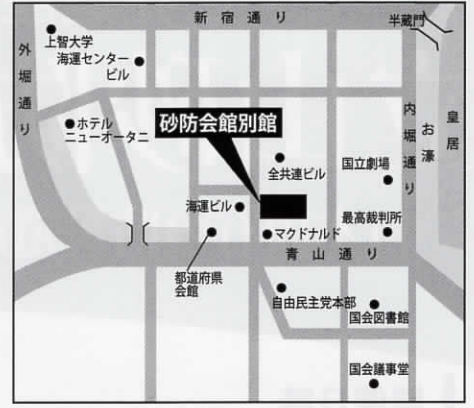 新宿通り
半蔵門
上智大学
海運センター
ビル
外堀通り
ホテル
ニューオータニ
砂防会館別館
内堀通り
お濠
皇居
全共連ビル
国立劇場
海運ビル
最高裁判所
マクドナルド
青山通り
都道府県
会館
自由民主党本部
国会図書館
国会議事堂